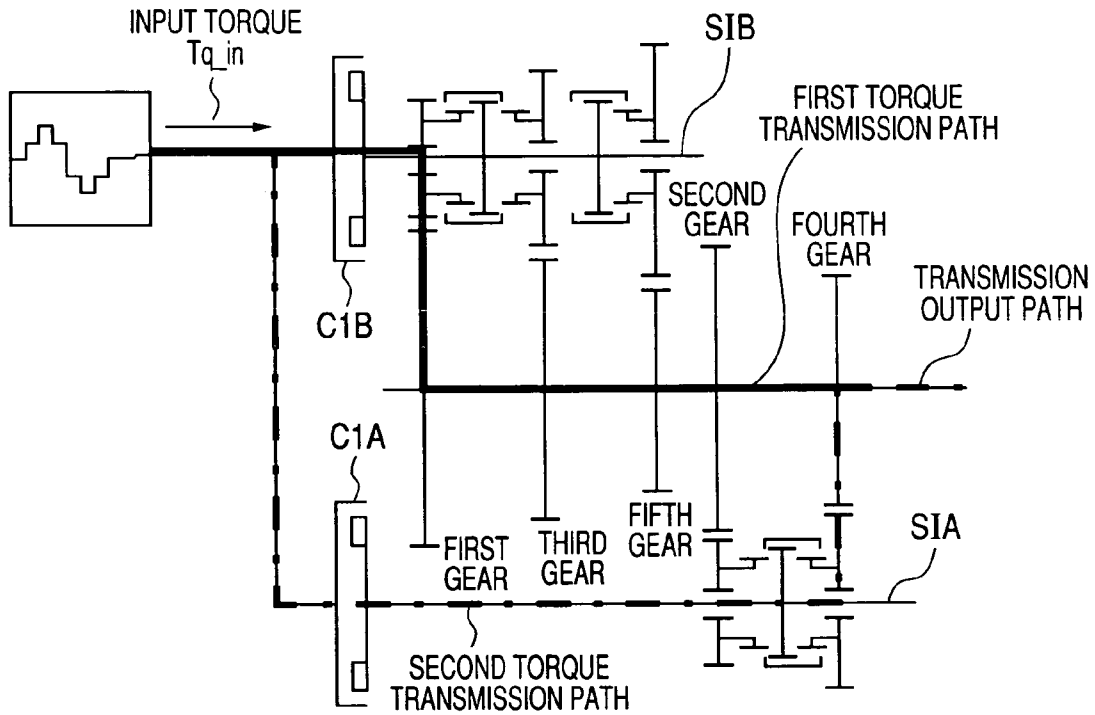 INPUT TORQUE
Tq_in
SIB
FIRST TORQUE
TRANSMISSION PATH
SECOND
GEAR
FOURTH
GEAR
TRANSMISSION
OUTPUT PATH
C1B
C1A
FIRST
GEAR
THIRD
GEAR
FIFTH
GEAR
SIA
SECOND TORQUE
TRANSMISSION PATH